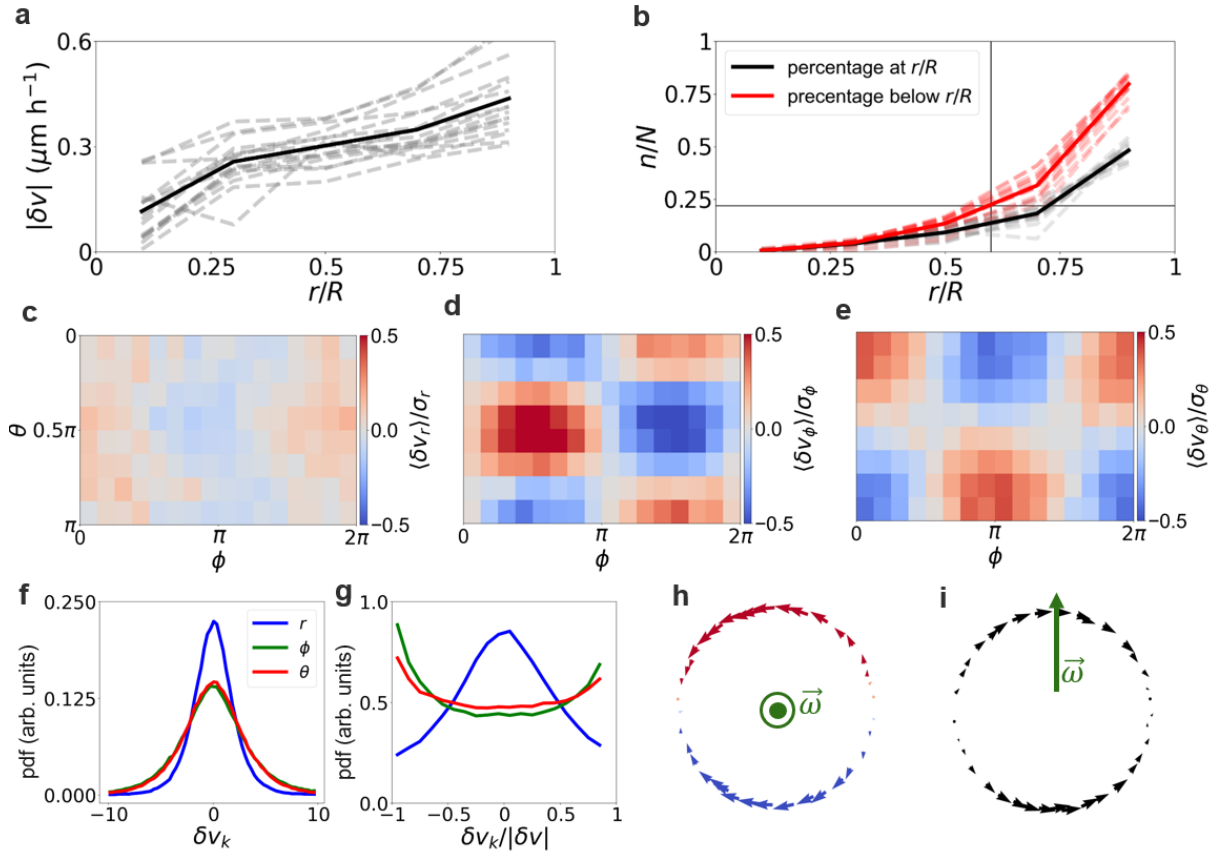 a
0.6
0.3
0
|δv| (μm h⁻¹)
0 0.25 0.5 0.75 1
r/R
b
1
0.75
0.5
0.25
0
n/N
percentage at r/R
precentage below r/R
0 0.25 0.5 0.75 1
r/R
c
0
0.5π
π
θ
0 π 2π
ϕ
0.5
0.0
−0.5
⟨δv_r⟩/σ_r
d
0 π 2π
ϕ
0.5
0.0
−0.5
⟨δv_ϕ⟩/σ_ϕ
e
0 π 2π
ϕ
0.5
0.0
−0.5
⟨δv_θ⟩/σ_θ
f
0.250
0.125
0.000
pdf (arb. units)
r
ϕ
θ
−10 0 10
δv_k
g
1.0
0.5
0.0
pdf (arb. units)
−1 −0.5 0 0.5 1
δv_k/|δv|
h
ω⃗
i
ω⃗